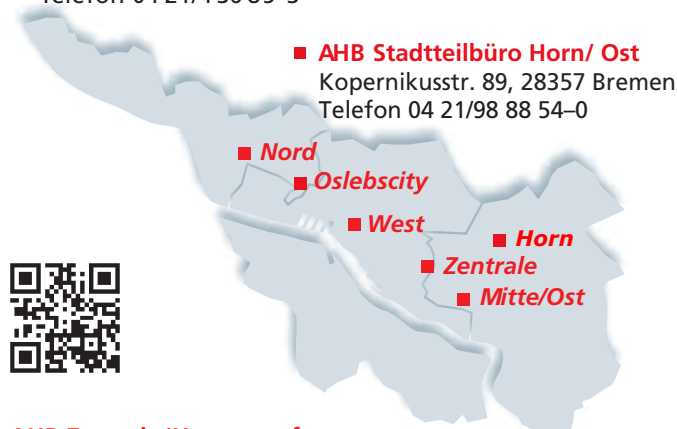 AHB Stadtteilbüro Horn/ Ost
Kopernikusstr. 89, 28357 Bremen
Telefon 04 21/98 88 54–0
Nord
Oslebscity
West
Horn
Zentrale
Mitte/Ost